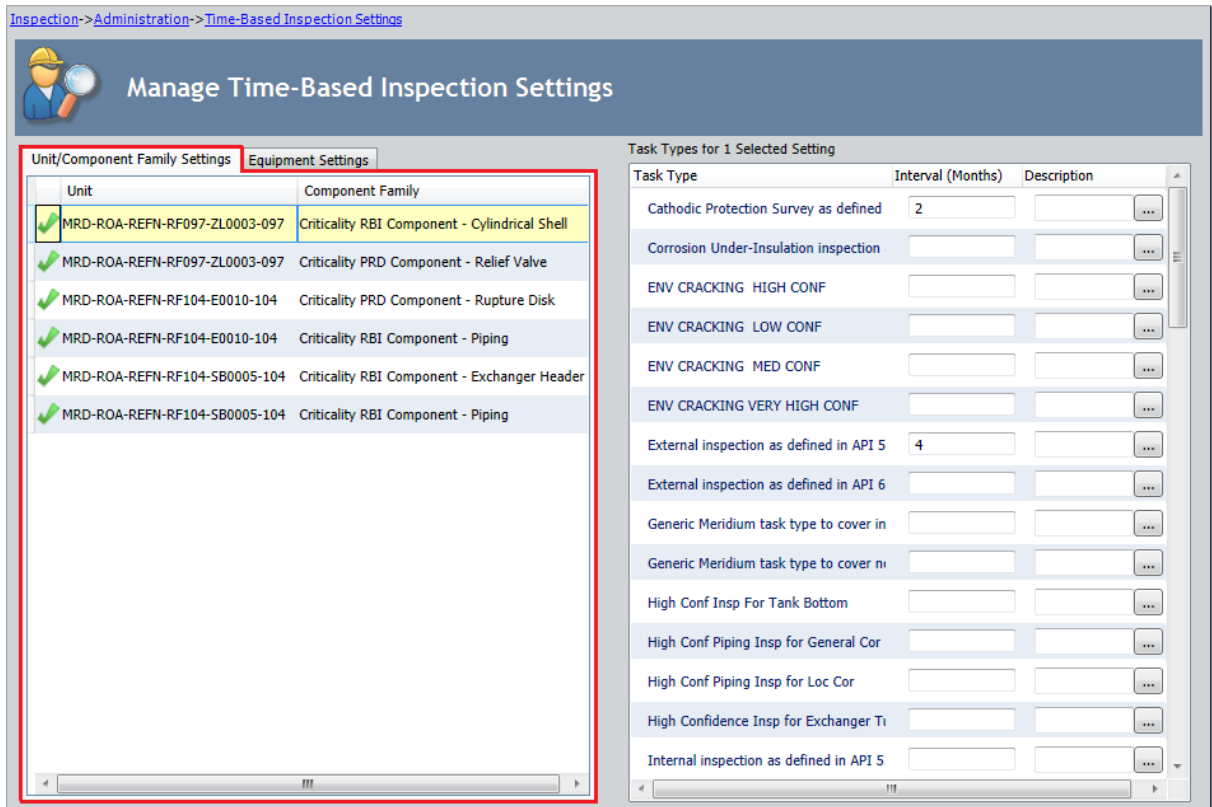 Inspection->Administration->Time-Based Inspection Settings
Manage Time-Based Inspection Settings
Unit/Component Family Settings Equipment Settings
Unit Component Family
MRD-ROA-REFN-RF097-ZL0003-097 Criticality RBI Component - Cylindrical Shell
MRD-ROA-REFN-RF097-ZL0003-097 Criticality PRD Component - Relief Valve
MRD-ROA-REFN-RF104-E0010-104 Criticality PRD Component - Rupture Disk
MRD-ROA-REFN-RF104-E0010-104 Criticality RBI Component - Piping
MRD-ROA-REFN-RF104-SB0005-104 Criticality RBI Component - Exchanger Header
MRD-ROA-REFN-RF104-SB0005-104 Criticality RBI Component - Piping
Task Types for 1 Selected Setting
Task Type Interval (Months) Description
Cathodic Protection Survey as defined 2 ...
Corrosion Under-Insulation inspection ...
ENV CRACKING HIGH CONF ...
ENV CRACKING LOW CONF ...
ENV CRACKING MED CONF ...
ENV CRACKING VERY HIGH CONF ...
External inspection as defined in API 5 4 ...
External inspection as defined in API 6 ...
Generic Meridium task type to cover in ...
Generic Meridium task type to cover no ...
High Conf Insp For Tank Bottom ...
High Conf Piping Insp for General Cor ...
High Conf Piping Insp for Loc Cor ...
High Confidence Insp for Exchanger Tu ...
Internal inspection as defined in API 5 ...